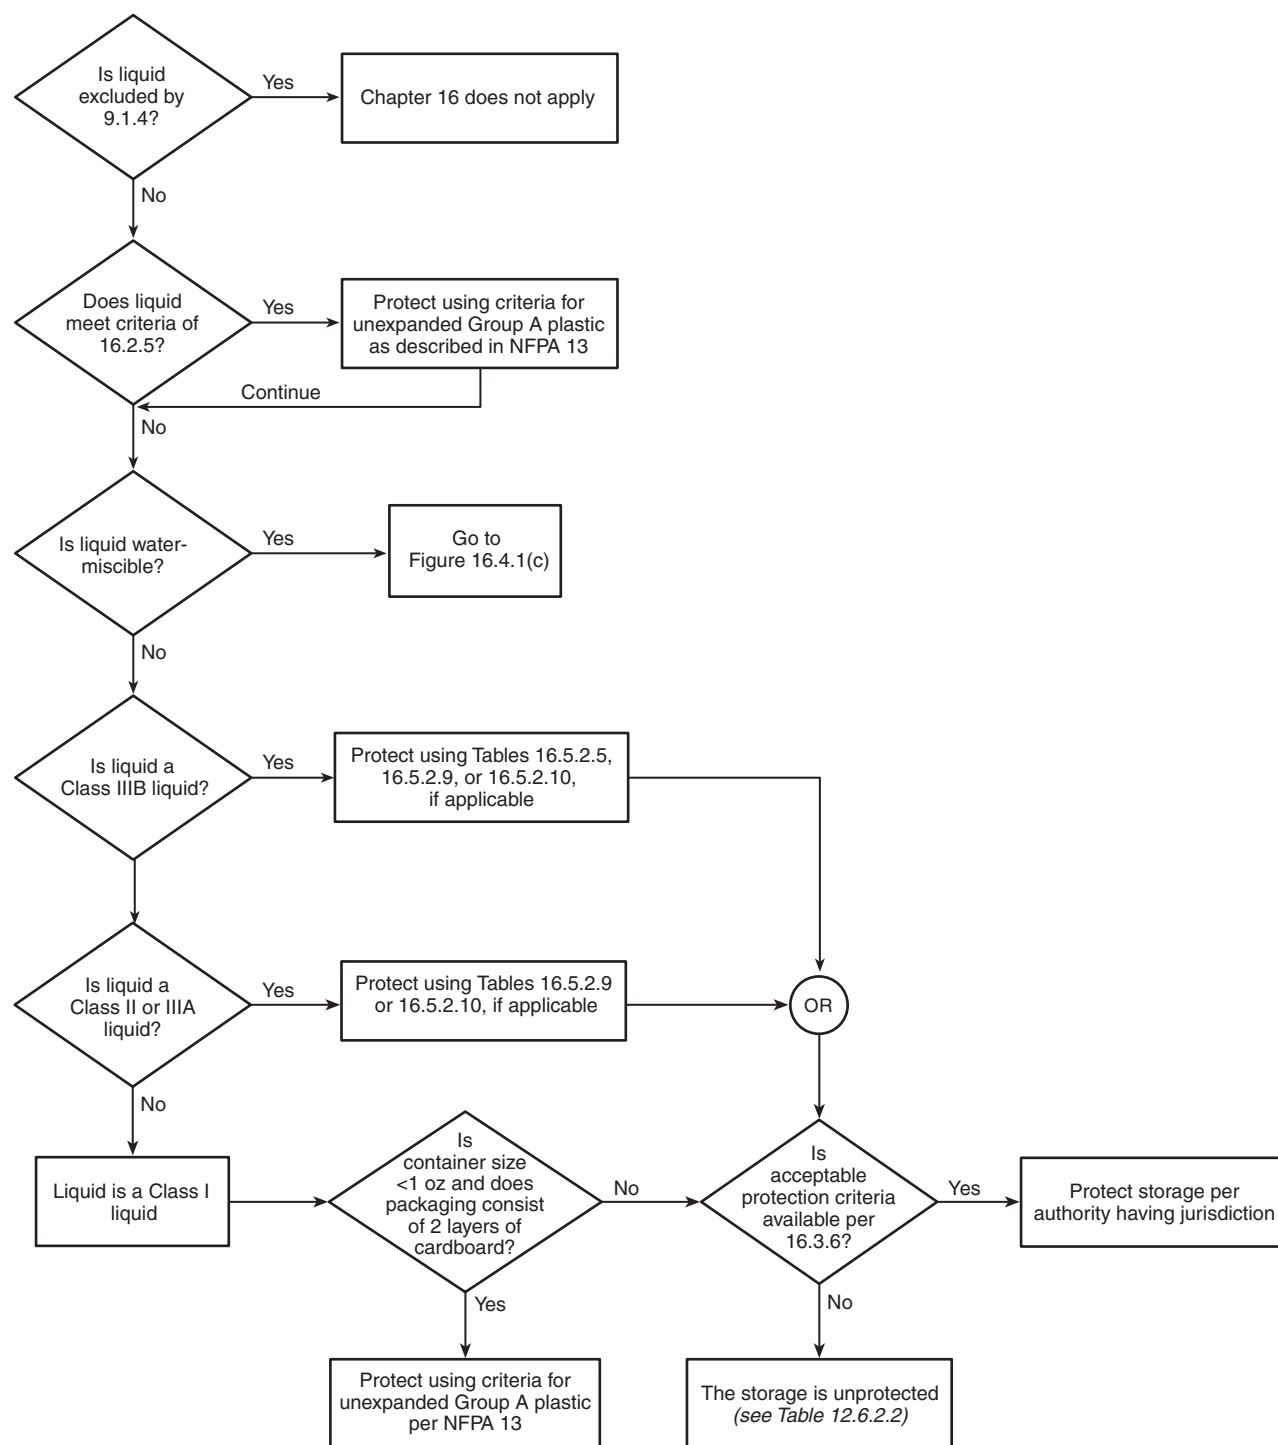 Is liquid
excluded by
9.1.4?
Yes
Chapter 16 does not apply
No
Does liquid
meet criteria of
16.2.5?
Yes
Protect using criteria for
unexpanded Group A plastic
as described in NFPA 13
Continue
No
Is liquid water-
miscible?
Yes
Go to
Figure 16.4.1(c)
No
Is liquid a
Class IIIB liquid?
Yes
Protect using Tables 16.5.2.5,
16.5.2.9, or 16.5.2.10,
if applicable
Is liquid a
Class II or IIIA
liquid?
Yes
Protect using Tables 16.5.2.9
or 16.5.2.10, if applicable
OR
No
Liquid is a Class I
liquid
Is
container size
<1 oz and does
packaging consist
of 2 layers of
cardboard?
No
Is
acceptable
protection criteria
available per
16.3.6?
Yes
Protect storage per
authority having jurisdiction
Yes
No
Protect using criteria for
unexpanded Group A plastic
per NFPA 13
The storage is unprotected
(see Table 12.6.2.2)